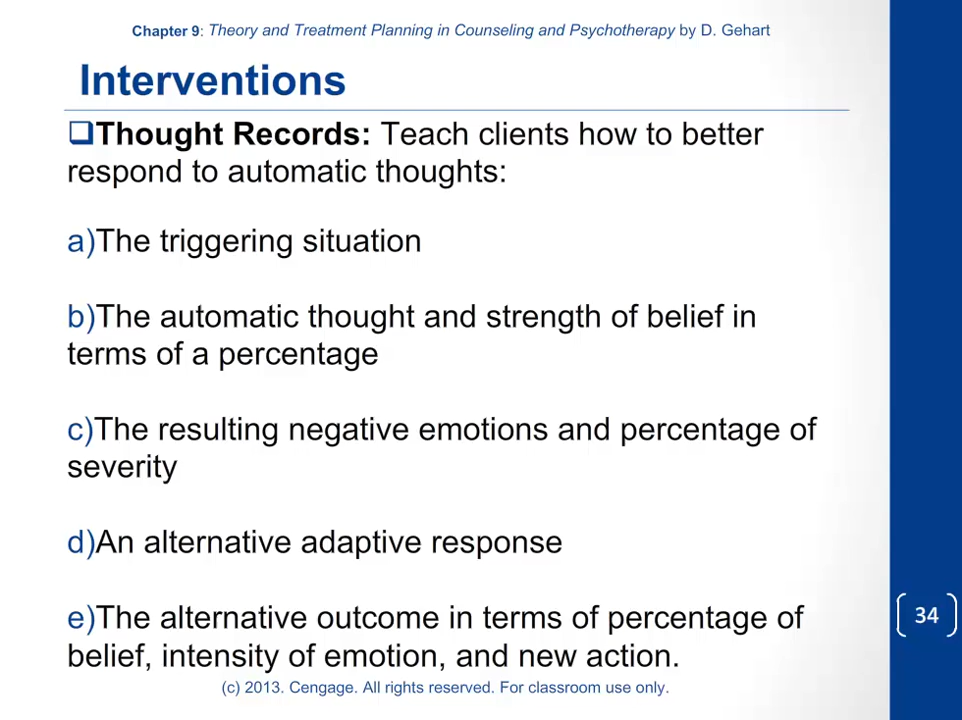 Chapter 9: Theory and Treatment Planning in Counseling and Psychotherapy by D. Gehart
Interventions
Thought Records: Teach clients how to better
respond to automatic thoughts:
a)The triggering situation
b)The automatic thought and strength of belief in
terms of a percentage
c)The resulting negative emotions and percentage of
severity
d)An alternative adaptive response
e)The alternative outcome in terms of percentage of
belief, intensity of emotion, and new action.
34
(c) 2013. Cengage. All rights reserved. For classroom use only.